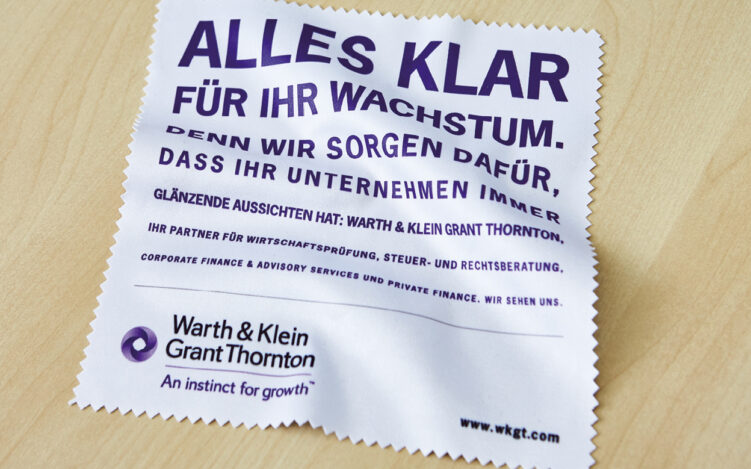 ALLES KLAR
FÜR IHR WACHSTUM.
DENN WIR SORGEN DAFÜR,
DASS IHR UNTERNEHMEN IMMER
GLÄNZENDE AUSSICHTEN HAT: WARTH & KLEIN GRANT THORNTON,
IHR PARTNER FÜR WIRTSCHAFTSPRÜFUNG, STEUER- UND RECHTSBERATUNG,
CORPORATE FINANCE & ADVISORY SERVICES UND PRIVATE FINANCE. WIR SEHEN UNS.
Warth & Klein
Grant Thornton
An instinct for growth™
www.wkgt.com